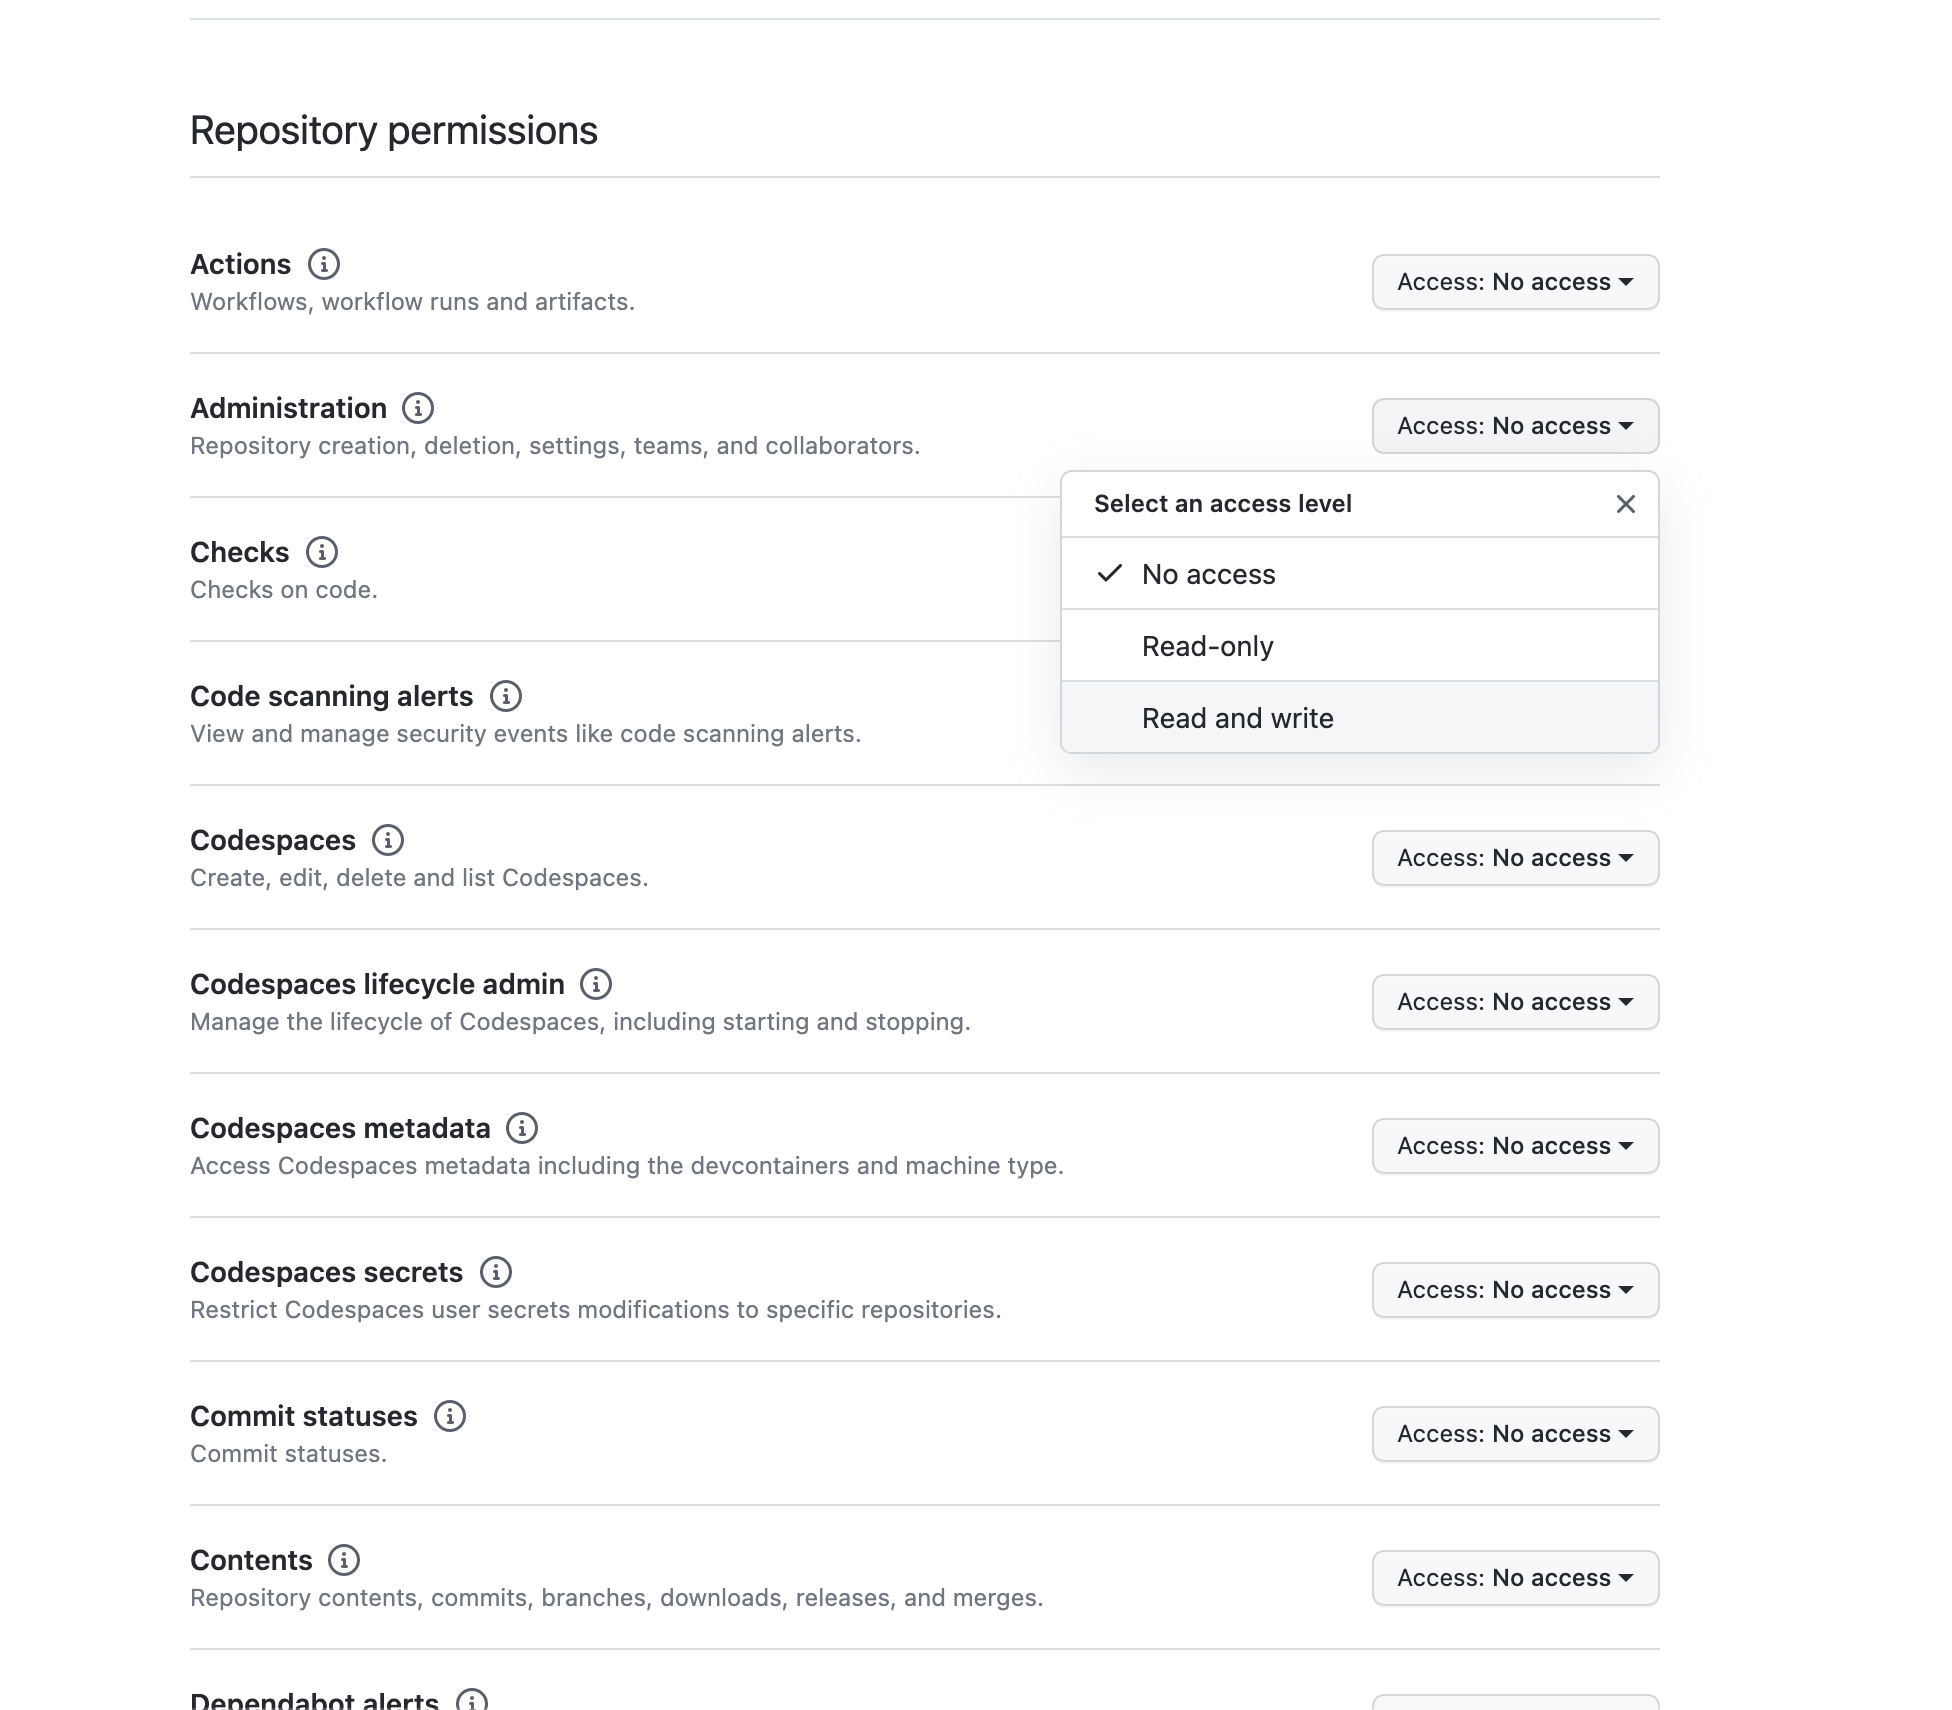 Repository permissions
Actions
Workflows, workflow runs and artifacts.
Access: No access
Administration
Repository creation, deletion, settings, teams, and collaborators.
Access: No access
Select an access level
No access
Read-only
Read and write
Checks
Checks on code.
Code scanning alerts
View and manage security events like code scanning alerts.
Codespaces
Create, edit, delete and list Codespaces.
Access: No access
Codespaces lifecycle admin
Manage the lifecycle of Codespaces, including starting and stopping.
Access: No access
Codespaces metadata
Access Codespaces metadata including the devcontainers and machine type.
Access: No access
Codespaces secrets
Restrict Codespaces user secrets modifications to specific repositories.
Access: No access
Commit statuses
Commit statuses.
Access: No access
Contents
Repository contents, commits, branches, downloads, releases, and merges.
Access: No access
Dependabot alerts